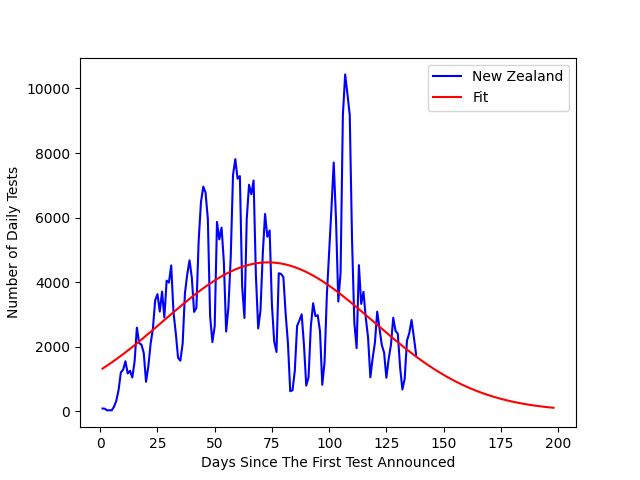 New Zealand
Fit
Number of Daily Tests
10000
8000
6000
4000
2000
0
0 25 50 75 100 125 150 175 200
Days Since The First Test Announced